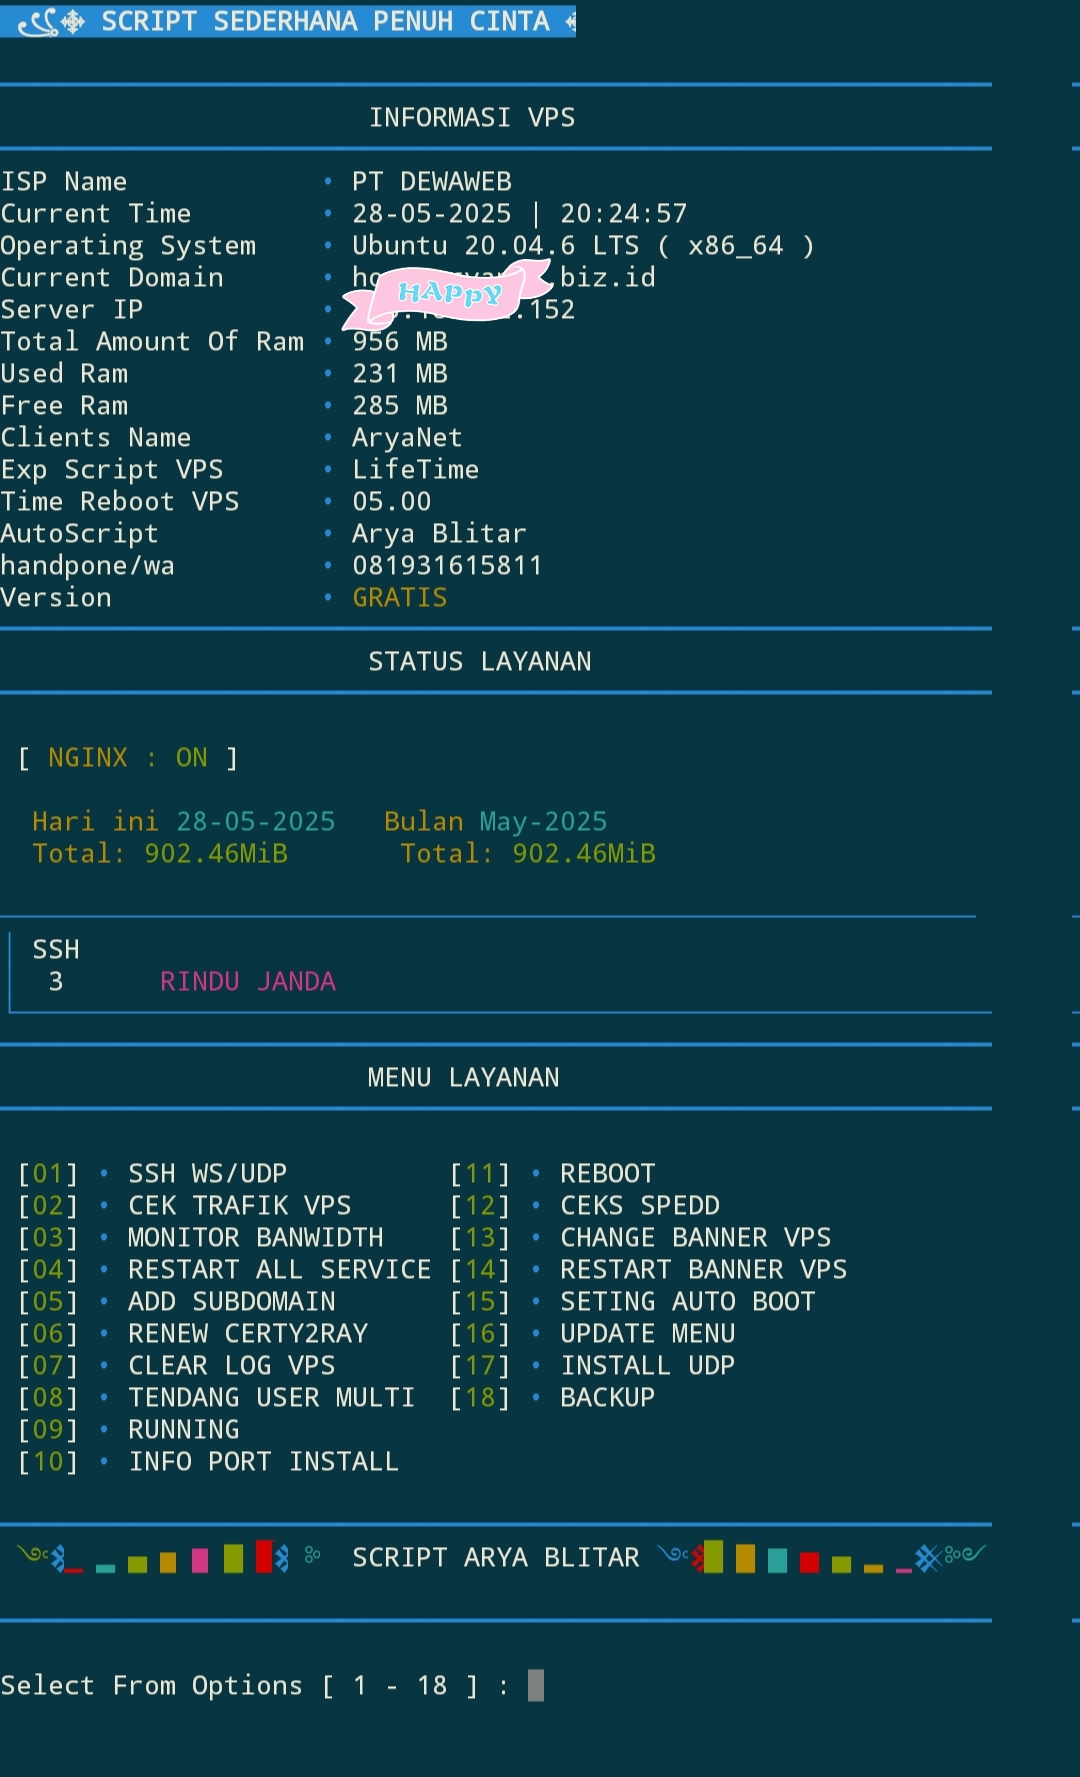 SCRIPT SEDERHANA PENUH CINTA
INFORMASI VPS
ISP Name • PT DEWAWEB
Current Time • 28-05-2025 | 20:24:57
Operating System • Ubuntu 20.04.6 LTS ( x86_64 )
Current Domain • .biz.id
HAppY
Server IP • .152
Total Amount Of Ram • 956 MB
Used Ram • 231 MB
Free Ram • 285 MB
Clients Name • AryaNet
Exp Script VPS • LifeTime
Time Reboot VPS • 05.00
AutoScript • Arya Blitar
handpone/wa • 081931615811
Version • GRATIS
STATUS LAYANAN
[ NGINX : ON ]
Hari ini 28-05-2025 Bulan May-2025
Total: 902.46MiB Total: 902.46MiB
SSH
3 RINDU JANDA
MENU LAYANAN
[01] • SSH WS/UDP [11] • REBOOT
[02] • CEK TRAFIK VPS [12] • CEKS SPEDD
[03] • MONITOR BANWIDTH [13] • CHANGE BANNER VPS
[04] • RESTART ALL SERVICE [14] • RESTART BANNER VPS
[05] • ADD SUBDOMAIN [15] • SETING AUTO BOOT
[06] • RENEW CERTY2RAY [16] • UPDATE MENU
[07] • CLEAR LOG VPS [17] • INSTALL UDP
[08] • TENDANG USER MULTI [18] • BACKUP
[09] • RUNNING
[10] • INFO PORT INSTALL
SCRIPT ARYA BLITAR
Select From Options [ 1 - 18 ] :